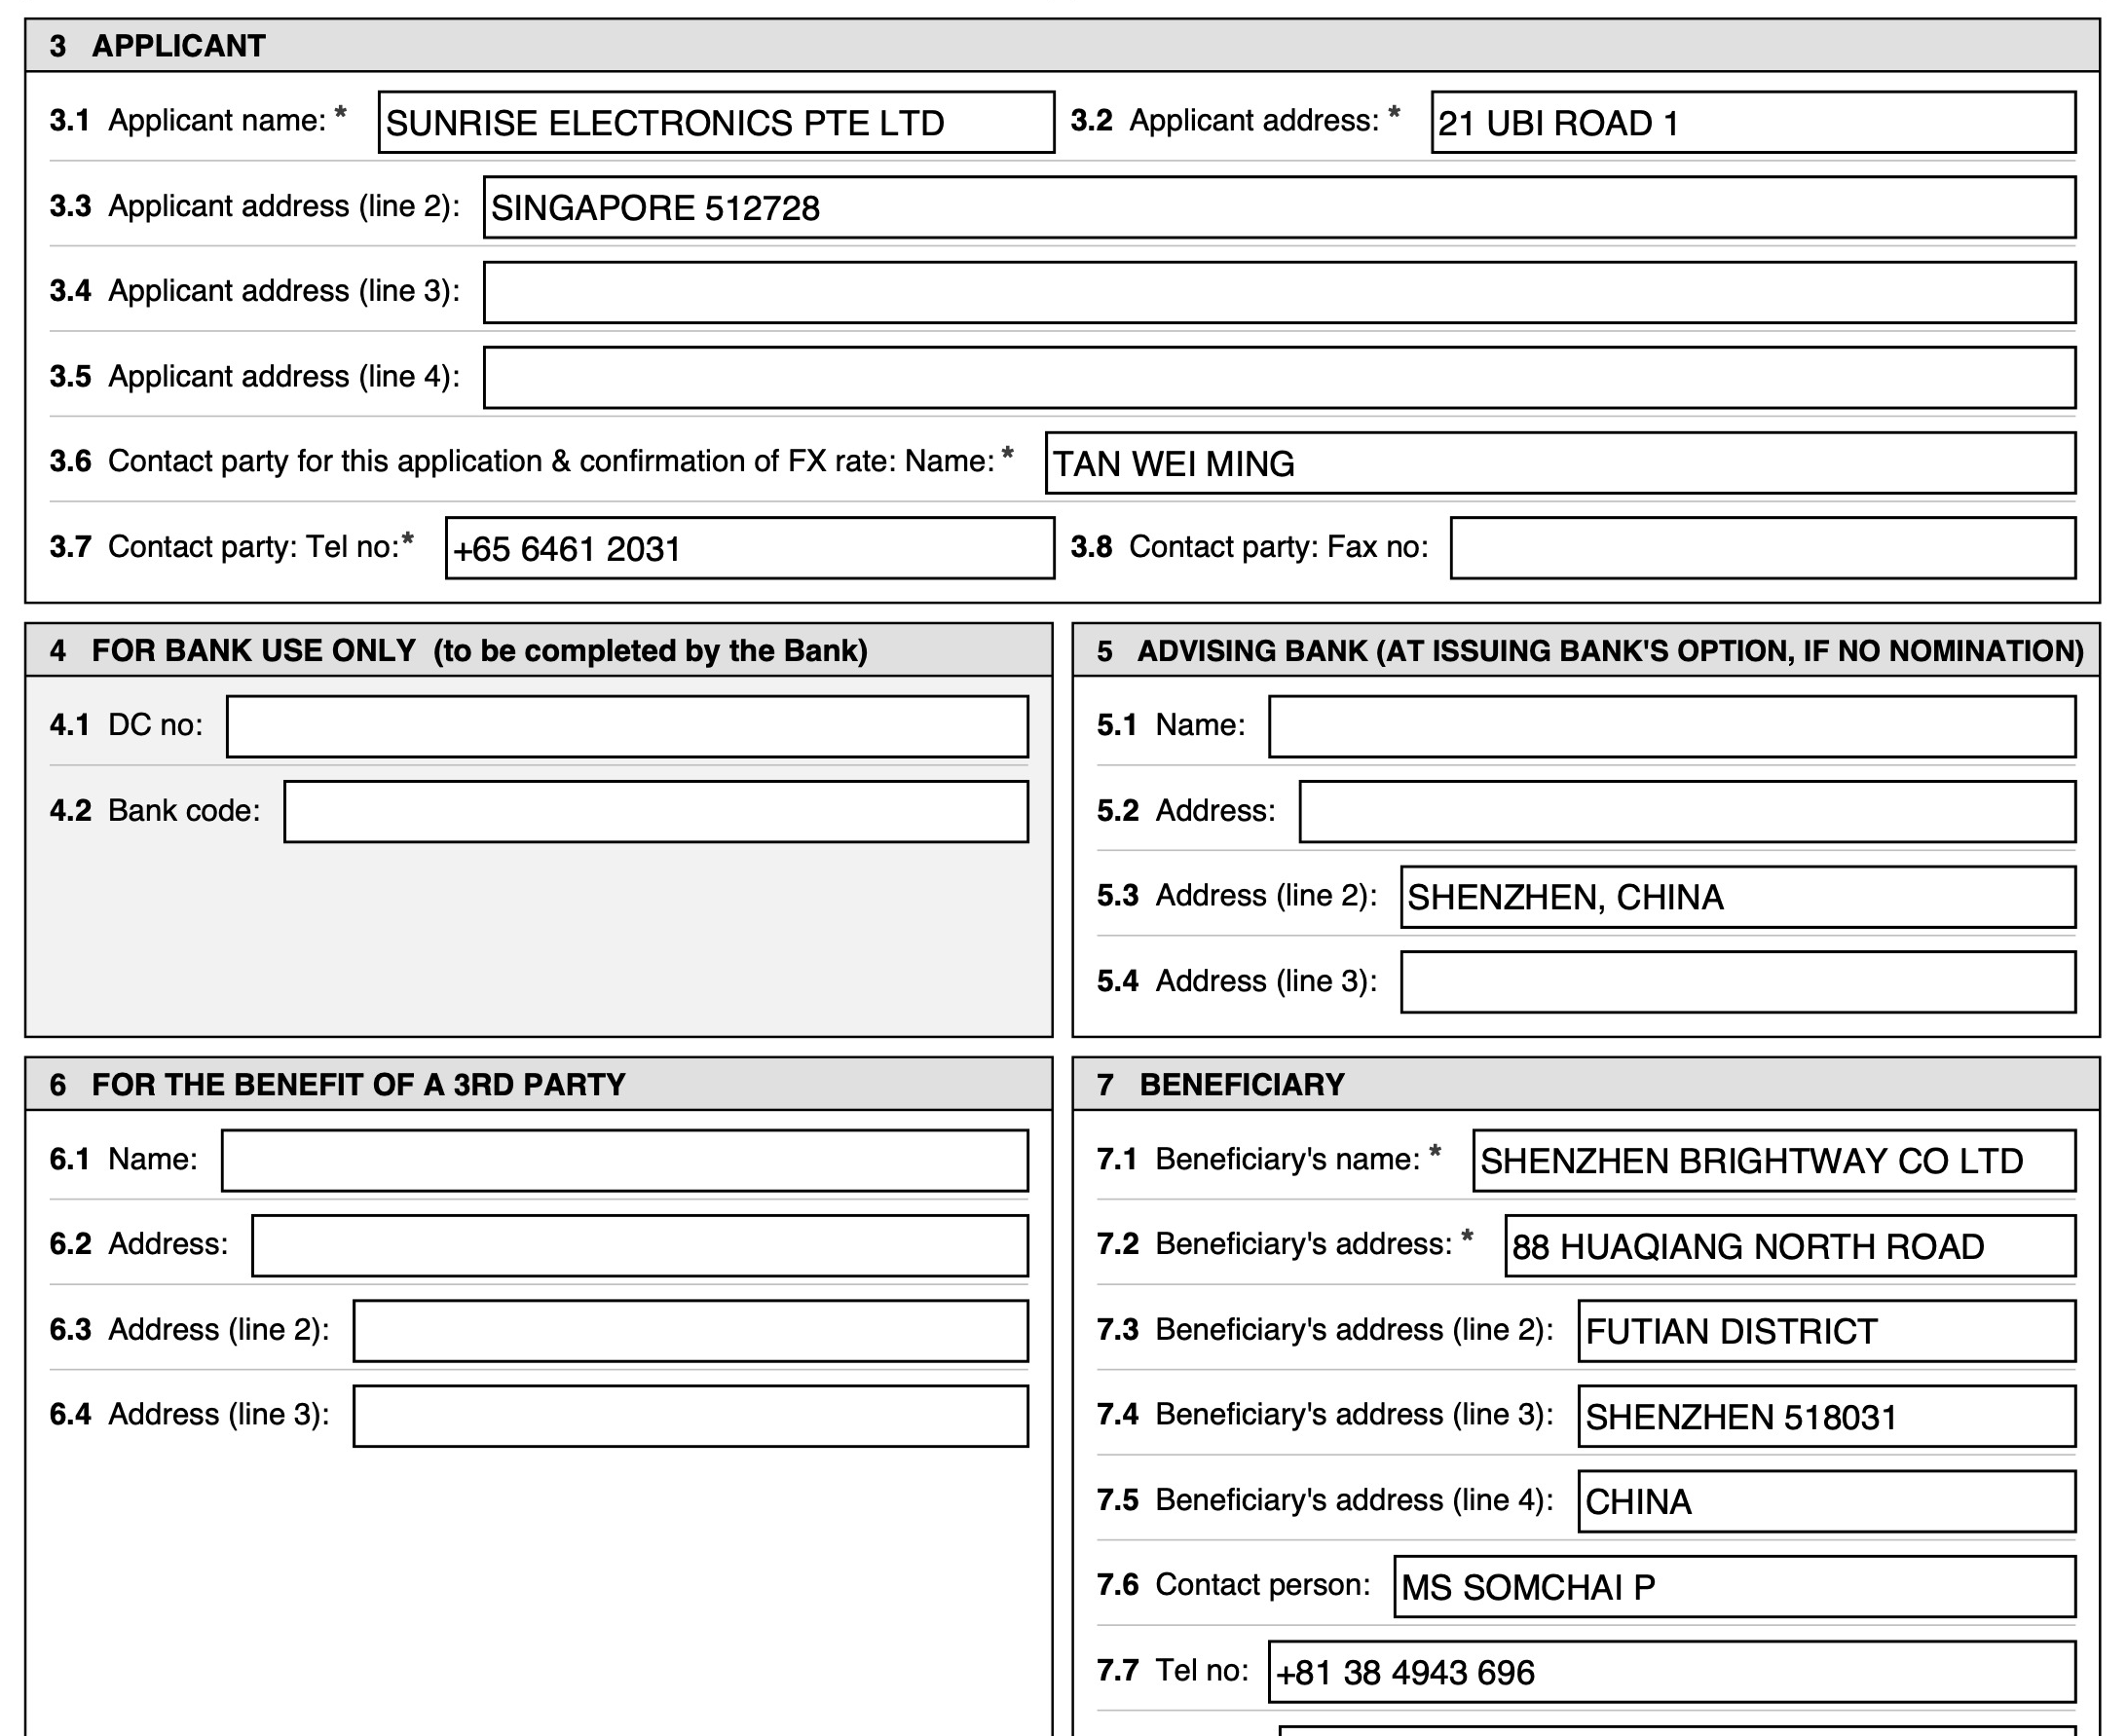 3 APPLICANT
3.1 Applicant name: * SUNRISE ELECTRONICS PTE LTD 3.2 Applicant address: * 21 UBI ROAD 1
3.3 Applicant address (line 2): SINGAPORE 512728
3.4 Applicant address (line 3):
3.5 Applicant address (line 4):
3.6 Contact party for this application & confirmation of FX rate: Name: * TAN WEI MING
3.7 Contact party: Tel no:* +65 6461 2031 3.8 Contact party: Fax no:
4 FOR BANK USE ONLY (to be completed by the Bank)
4.1 DC no:
4.2 Bank code:
5 ADVISING BANK (AT ISSUING BANK'S OPTION, IF NO NOMINATION)
5.1 Name:
5.2 Address:
5.3 Address (line 2): SHENZHEN, CHINA
5.4 Address (line 3):
6 FOR THE BENEFIT OF A 3RD PARTY
6.1 Name:
6.2 Address:
6.3 Address (line 2):
6.4 Address (line 3):
7 BENEFICIARY
7.1 Beneficiary's name: * SHENZHEN BRIGHTWAY CO LTD
7.2 Beneficiary's address: * 88 HUAQIANG NORTH ROAD
7.3 Beneficiary's address (line 2): FUTIAN DISTRICT
7.4 Beneficiary's address (line 3): SHENZHEN 518031
7.5 Beneficiary's address (line 4): CHINA
7.6 Contact person: MS SOMCHAI P
7.7 Tel no: +81 38 4943 696